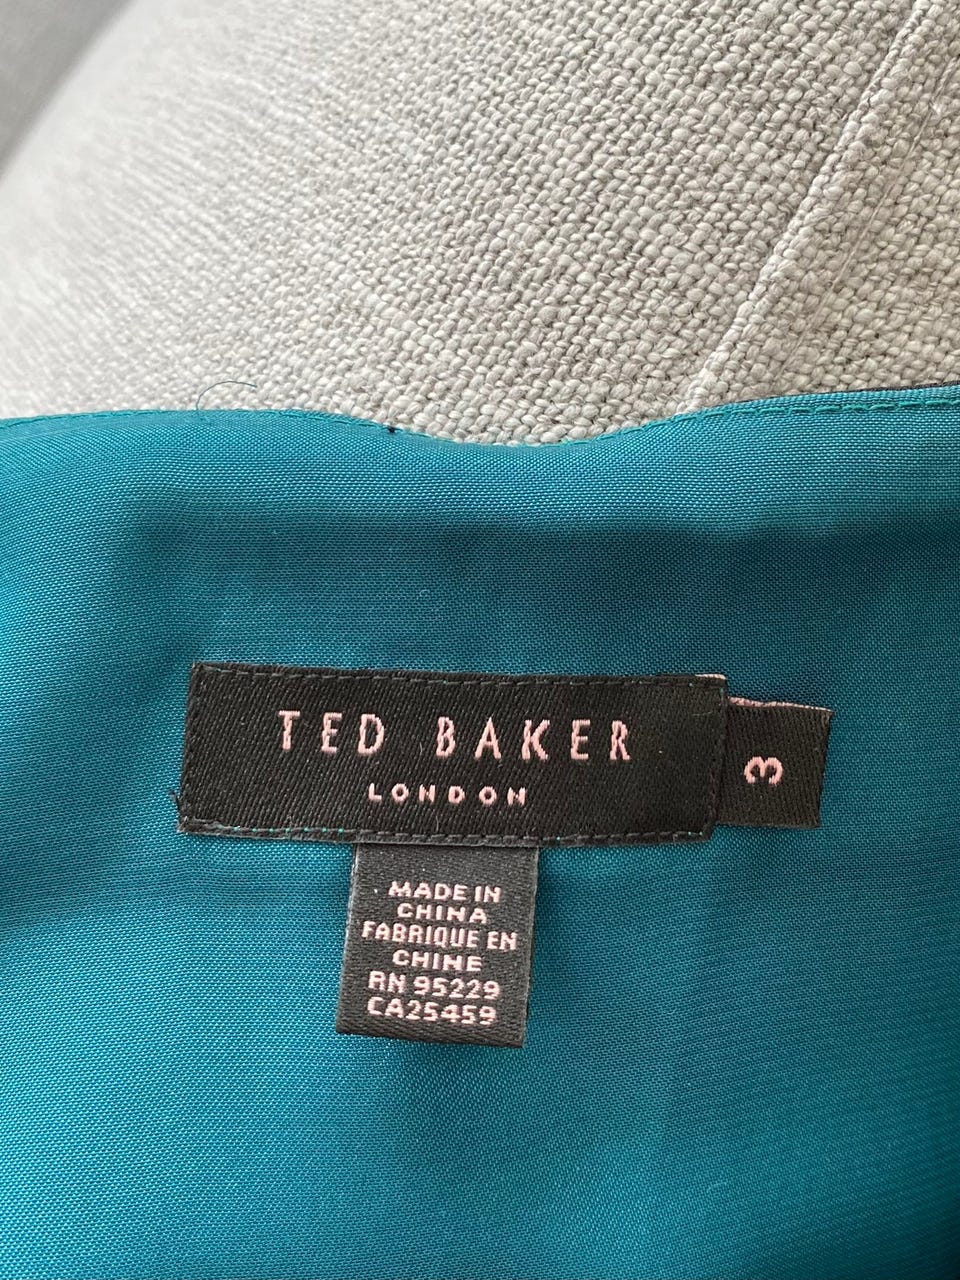 TED BAKER
LONDON
3
MADE IN
CHINA
FABRIQUE EN
CHINE
RN 95229
CA25459